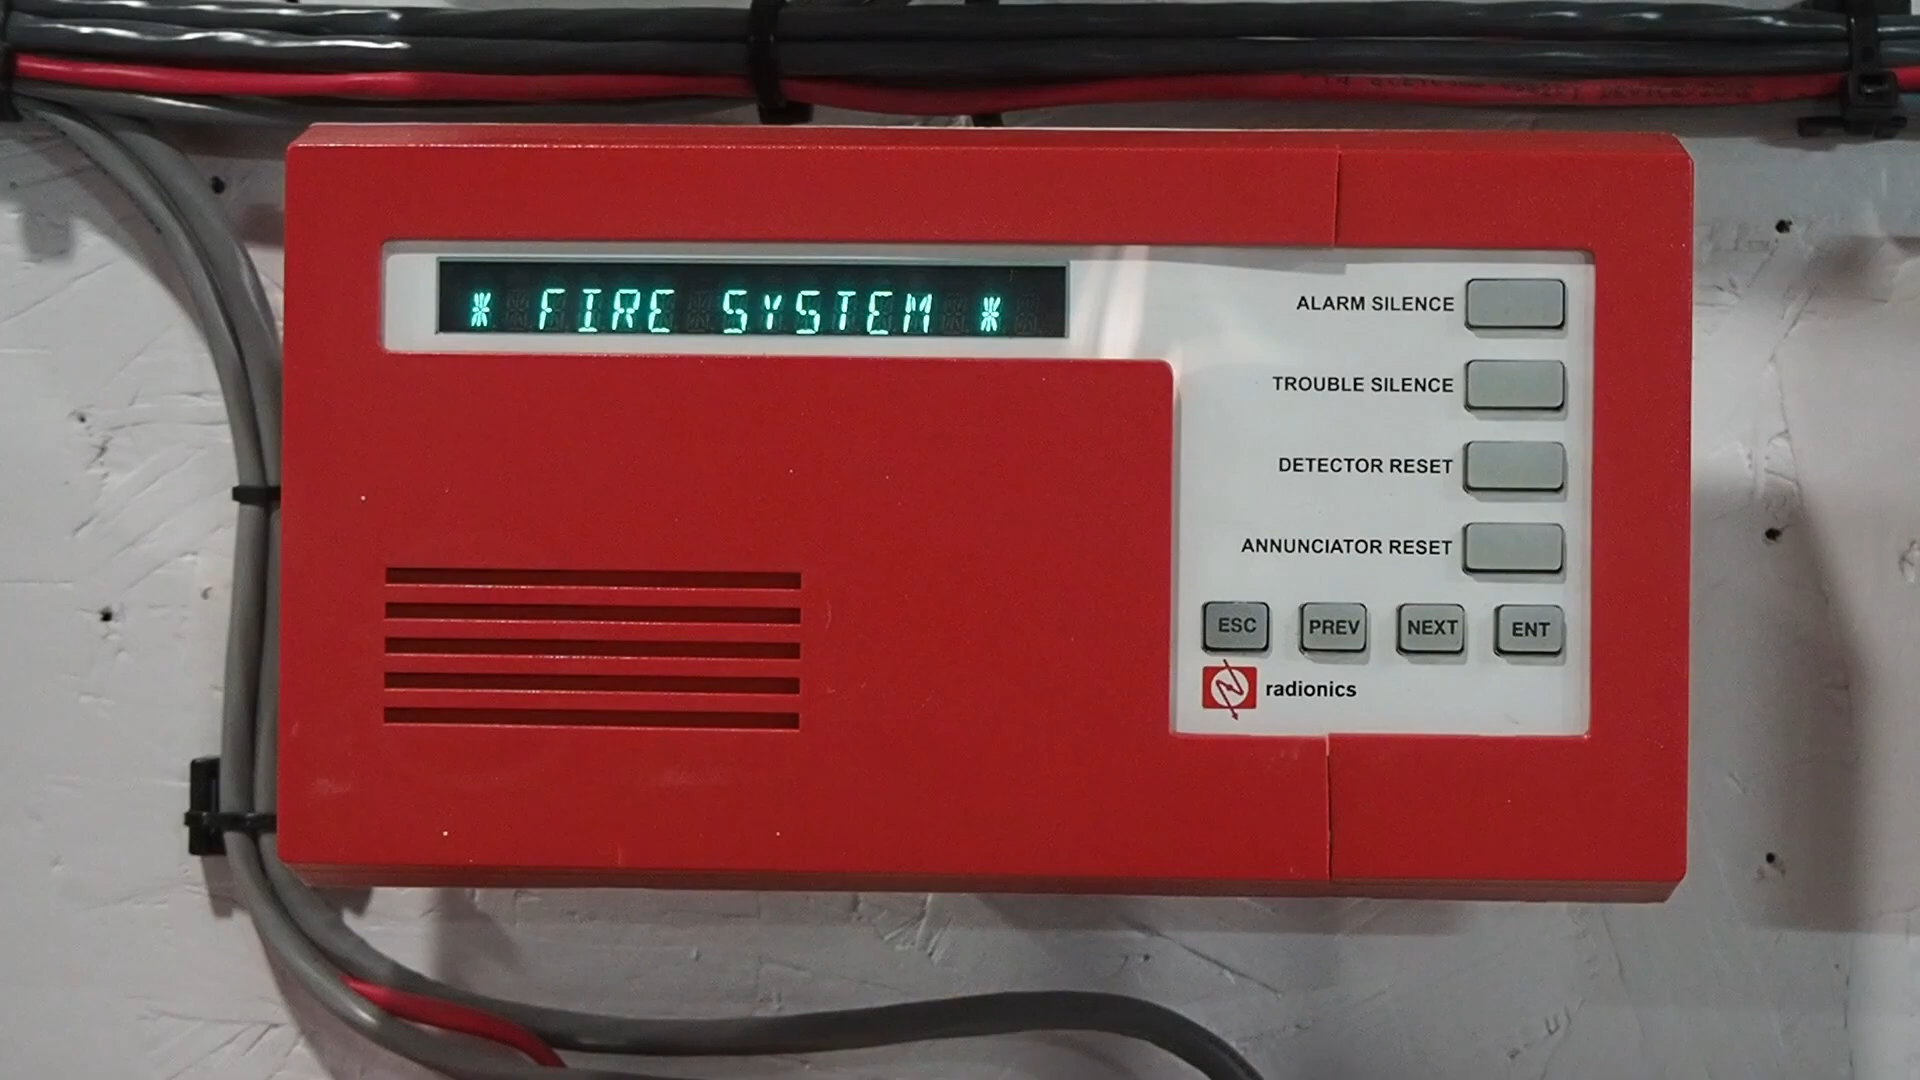 * FIRE SYSTEM *
ALARM SILENCE
TROUBLE SILENCE
DETECTOR RESET
ANNUNCIATOR RESET
ESC PREV NEXT ENT
radionics